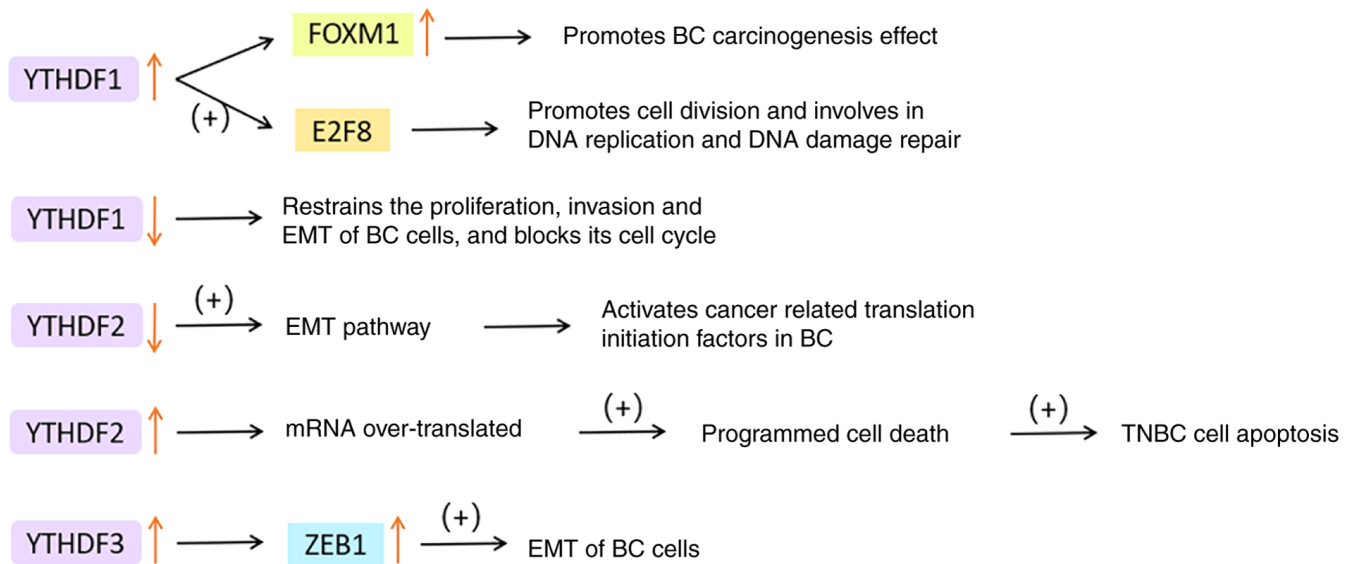 FOXM1
Promotes BC carcinogenesis effect
YTHDF1
(+)
E2F8
Promotes cell division and involves in
DNA replication and DNA damage repair
YTHDF1
Restrains the proliferation, invasion and
EMT of BC cells, and blocks its cell cycle
YTHDF2
(+)
EMT pathway
Activates cancer related translation
initiation factors in BC
YTHDF2
mRNA over-translated
(+)
Programmed cell death
(+)
TNBC cell apoptosis
YTHDF3
ZEB1
(+)
EMT of BC cells